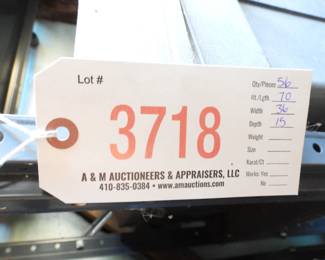 Lot #
3718
A & M AUCTIONEERS & APPRAISERS, LLC
410-835-0384 • www.amauctions.com
Qty/Pieces 56
Ht./Lgth 70
Width 36
Depth 15
Weight
Size
Karat/Ct
Works: Yes
No